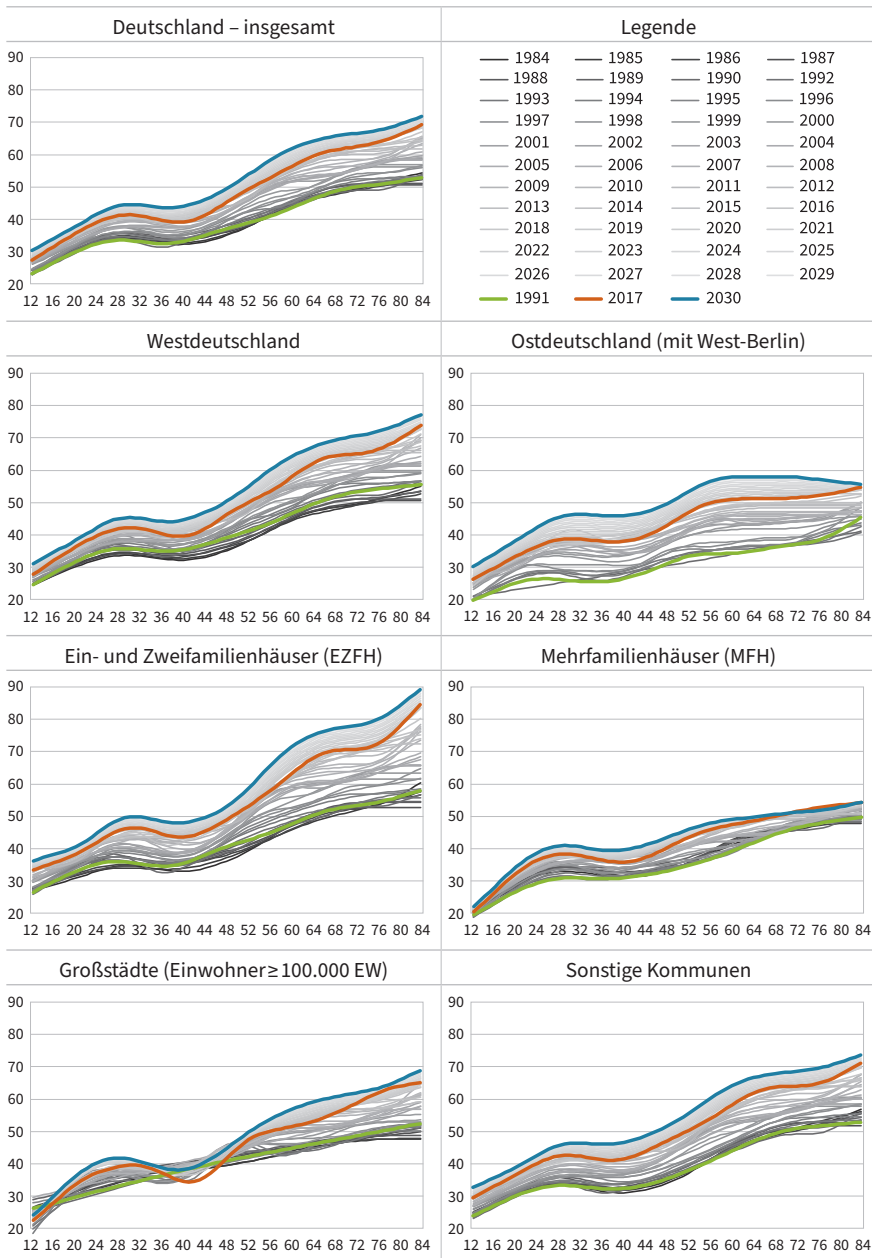 Deutschland – insgesamt
90
80
70
60
50
40
30
20
12 16 20 24 28 32 36 40 44 48 52 56 60 64 68 72 76 80 84
Legende
1984 1985 1986 1987
1988 1989 1990 1992
1993 1994 1995 1996
1997 1998 1999 2000
2001 2002 2003 2004
2005 2006 2007 2008
2009 2010 2011 2012
2013 2014 2015 2016
2018 2019 2020 2021
2022 2023 2024 2025
2026 2027 2028 2029
1991 2017 2030
Westdeutschland
90
80
70
60
50
40
30
20
12 16 20 24 28 32 36 40 44 48 52 56 60 64 68 72 76 80 84
Ostdeutschland (mit West-Berlin)
90
80
70
60
50
40
30
20
12 16 20 24 28 32 36 40 44 48 52 56 60 64 68 72 76 80 84
Ein- und Zweifamilienhäuser (EZFH)
90
80
70
60
50
40
30
20
12 16 20 24 28 32 36 40 44 48 52 56 60 64 68 72 76 80 84
Mehrfamilienhäuser (MFH)
90
80
70
60
50
40
30
20
12 16 20 24 28 32 36 40 44 48 52 56 60 64 68 72 76 80 84
Großstädte (Einwohner ≥ 100.000 EW)
90
80
70
60
50
40
30
20
12 16 20 24 28 32 36 40 44 48 52 56 60 64 68 72 76 80 84
Sonstige Kommunen
90
80
70
60
50
40
30
20
12 16 20 24 28 32 36 40 44 48 52 56 60 64 68 72 76 80 84